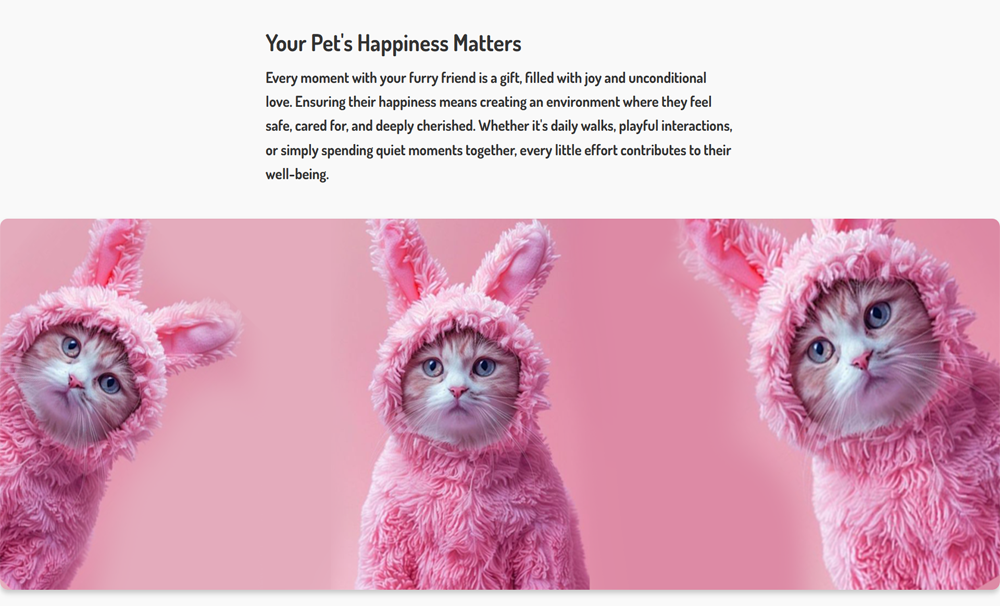 Your Pet's Happiness Matters
Every moment with your furry friend is a gift, filled with joy and unconditional
love. Ensuring their happiness means creating an environment where they feel
safe, cared for, and deeply cherished. Whether it's daily walks, playful interactions,
or simply spending quiet moments together, every little effort contributes to their
well-being.